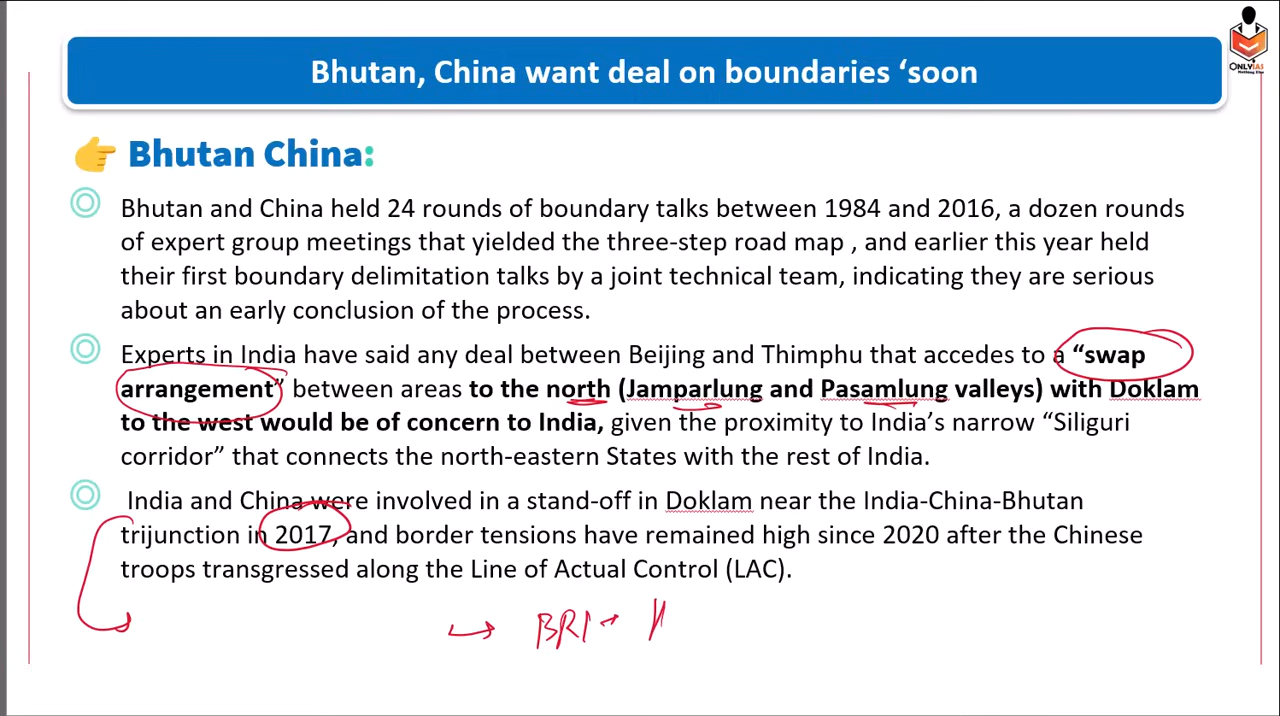 ONLYIAS
Nothing Else
Bhutan, China want deal on boundaries ‘soon
Bhutan China:
Bhutan and China held 24 rounds of boundary talks between 1984 and 2016, a dozen rounds
of expert group meetings that yielded the three-step road map , and earlier this year held
their first boundary delimitation talks by a joint technical team, indicating they are serious
about an early conclusion of the process.
Experts in India have said any deal between Beijing and Thimphu that accedes to a “swap
arrangement” between areas to the north (Jamparlung and Pasamlung valleys) with Doklam
to the west would be of concern to India, given the proximity to India’s narrow “Siliguri
corridor” that connects the north-eastern States with the rest of India.
India and China were involved in a stand-off in Doklam near the India-China-Bhutan
trijunction in 2017, and border tensions have remained high since 2020 after the Chinese
troops transgressed along the Line of Actual Control (LAC).
→ BRI →